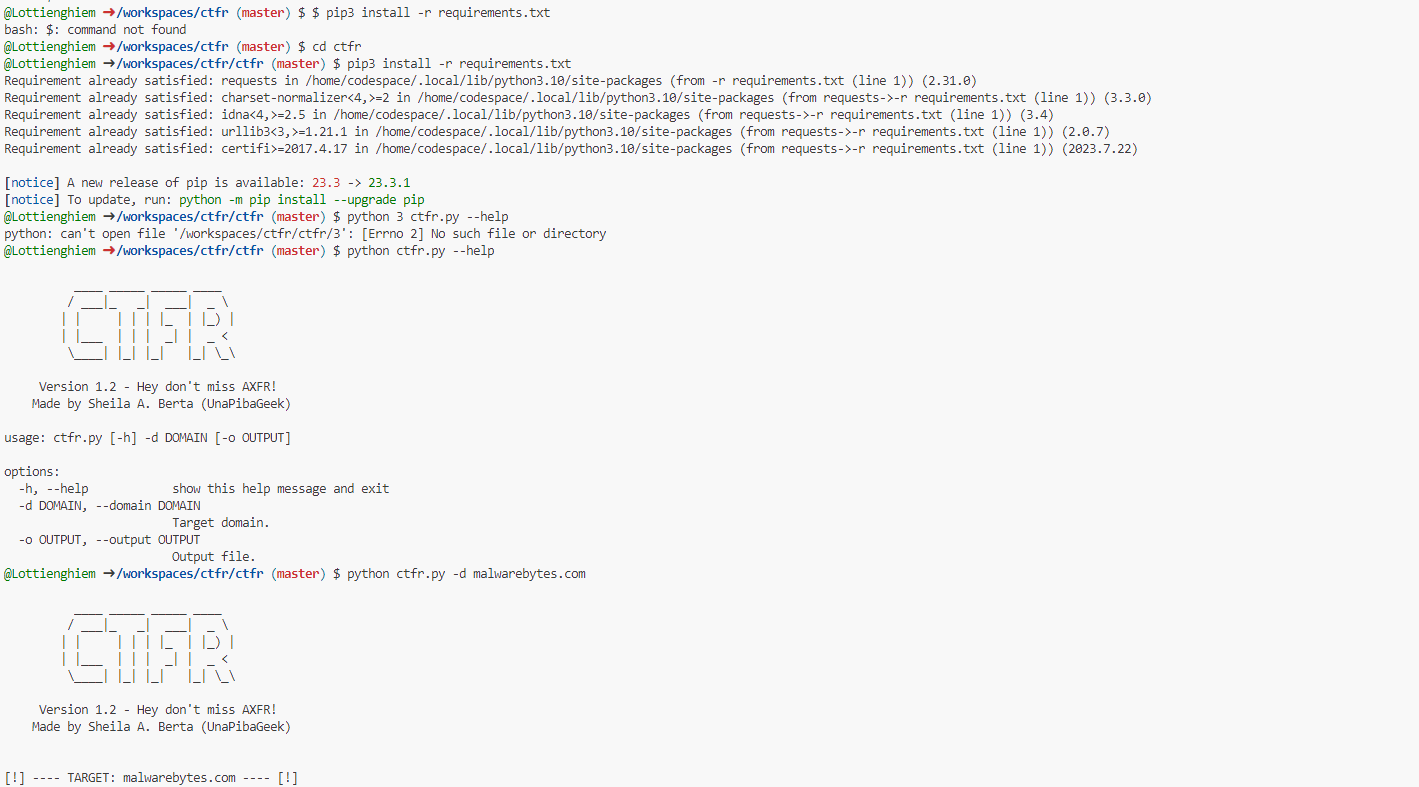 @Lottienghiem ➜/workspaces/ctfr (master) $ $ pip3 install -r requirements.txt
bash: $: command not found
@Lottienghiem ➜/workspaces/ctfr (master) $ cd ctfr
@Lottienghiem ➜/workspaces/ctfr/ctfr (master) $ pip3 install -r requirements.txt
Requirement already satisfied: requests in /home/codespace/.local/lib/python3.10/site-packages (from -r requirements.txt (line 1)) (2.31.0)
Requirement already satisfied: charset-normalizer<4,>=2 in /home/codespace/.local/lib/python3.10/site-packages (from requests->-r requirements.txt (line 1)) (3.3.0)
Requirement already satisfied: idna<4,>=2.5 in /home/codespace/.local/lib/python3.10/site-packages (from requests->-r requirements.txt (line 1)) (3.4)
Requirement already satisfied: urllib3<3,>=1.21.1 in /home/codespace/.local/lib/python3.10/site-packages (from requests->-r requirements.txt (line 1)) (2.0.7)
Requirement already satisfied: certifi>=2017.4.17 in /home/codespace/.local/lib/python3.10/site-packages (from requests->-r requirements.txt (line 1)) (2023.7.22)
[notice] A new release of pip is available: 23.3 -> 23.3.1
[notice] To update, run: python -m pip install --upgrade pip
@Lottienghiem ➜/workspaces/ctfr/ctfr (master) $ python 3 ctfr.py --help
python: can't open file '/workspaces/ctfr/ctfr/3': [Errno 2] No such file or directory
@Lottienghiem ➜/workspaces/ctfr/ctfr (master) $ python ctfr.py --help
CTFR
Version 1.2 - Hey don't miss AXFR!
Made by Sheila A. Berta (UnaPibaGeek)
usage: ctfr.py [-h] -d DOMAIN [-o OUTPUT]
options:
-h, --help show this help message and exit
-d DOMAIN, --domain DOMAIN
Target domain.
-o OUTPUT, --output OUTPUT
Output file.
@Lottienghiem ➜/workspaces/ctfr/ctfr (master) $ python ctfr.py -d malwarebytes.com
CTFR
Version 1.2 - Hey don't miss AXFR!
Made by Sheila A. Berta (UnaPibaGeek)
[!] ---- TARGET: malwarebytes.com ---- [!]